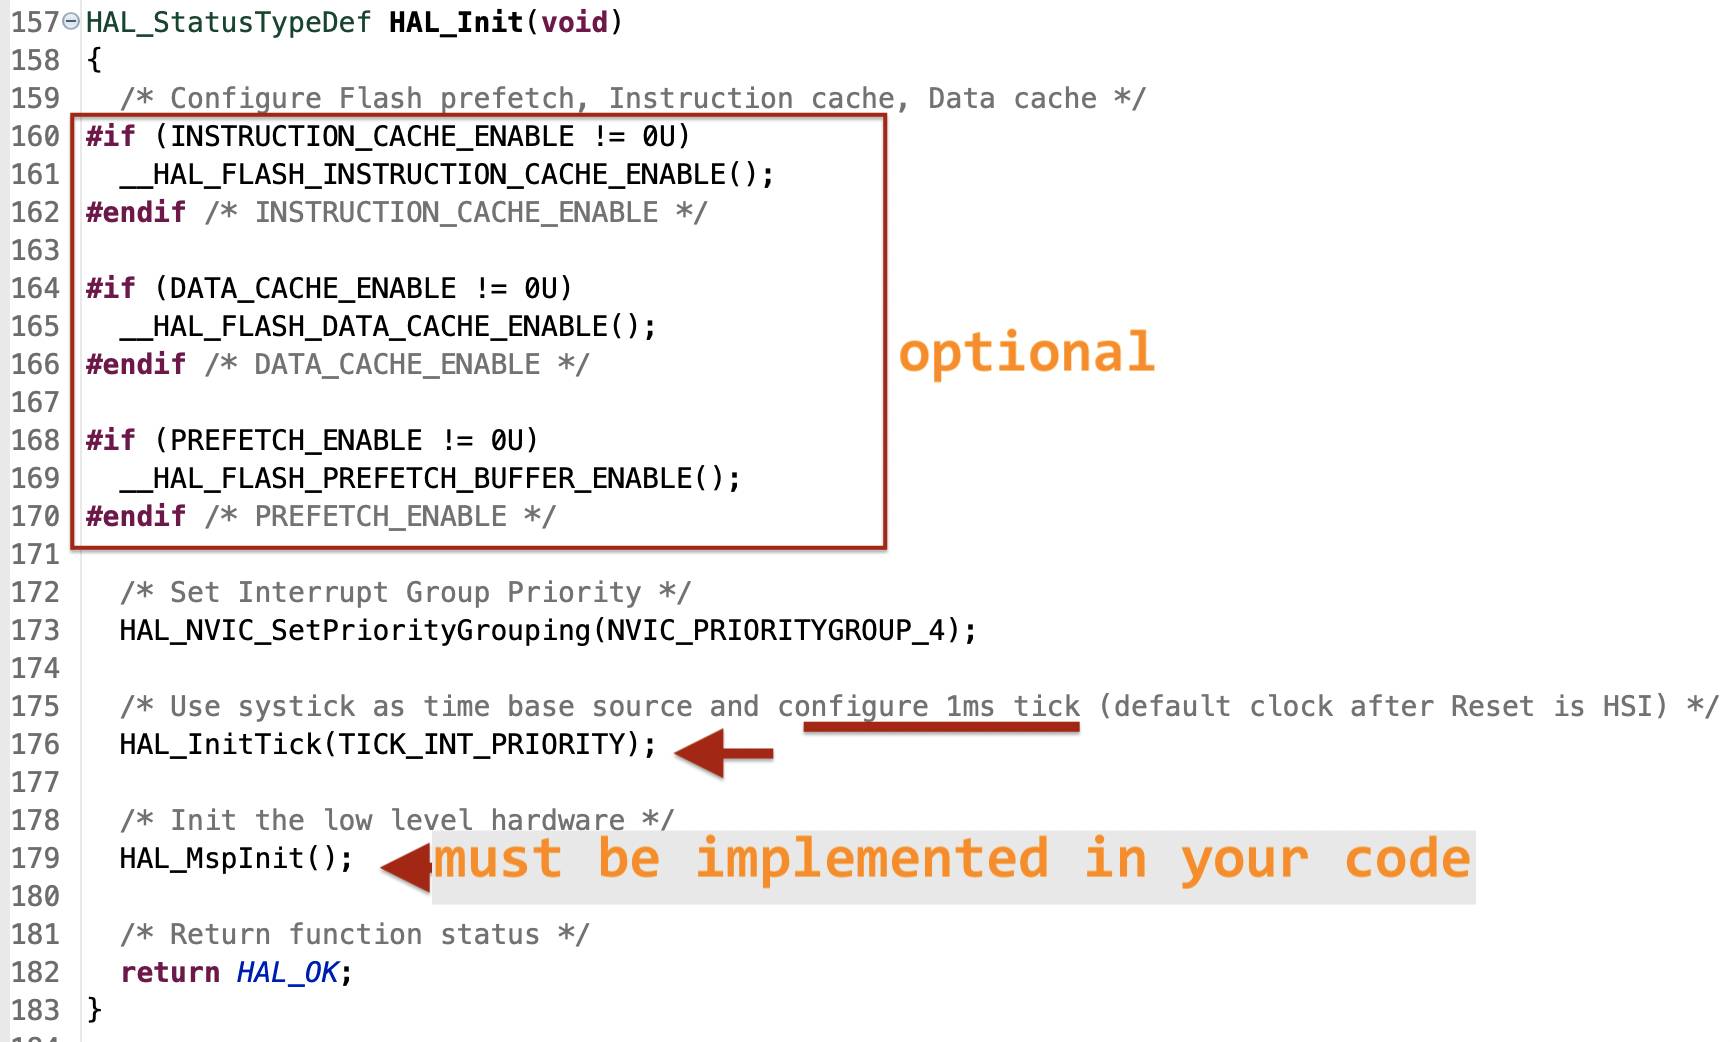 157 HAL_StatusTypeDef HAL_Init(void)
158 {
159   /* Configure Flash prefetch, Instruction cache, Data cache */
160 #if (INSTRUCTION_CACHE_ENABLE != 0U)
161   __HAL_FLASH_INSTRUCTION_CACHE_ENABLE();
162 #endif /* INSTRUCTION_CACHE_ENABLE */
163
164 #if (DATA_CACHE_ENABLE != 0U)
165   __HAL_FLASH_DATA_CACHE_ENABLE();
optional
166 #endif /* DATA_CACHE_ENABLE */
167
168 #if (PREFETCH_ENABLE != 0U)
169   __HAL_FLASH_PREFETCH_BUFFER_ENABLE();
170 #endif /* PREFETCH_ENABLE */
171
172   /* Set Interrupt Group Priority */
173   HAL_NVIC_SetPriorityGrouping(NVIC_PRIORITYGROUP_4);
174
175   /* Use systick as time base source and configure 1ms tick (default clock after Reset is HSI) */
176   HAL_InitTick(TICK_INT_PRIORITY);
177
178   /* Init the low level hardware */
179   HAL_MspInit();
must be implemented in your code
180
181   /* Return function status */
182   return HAL_OK;
183 }